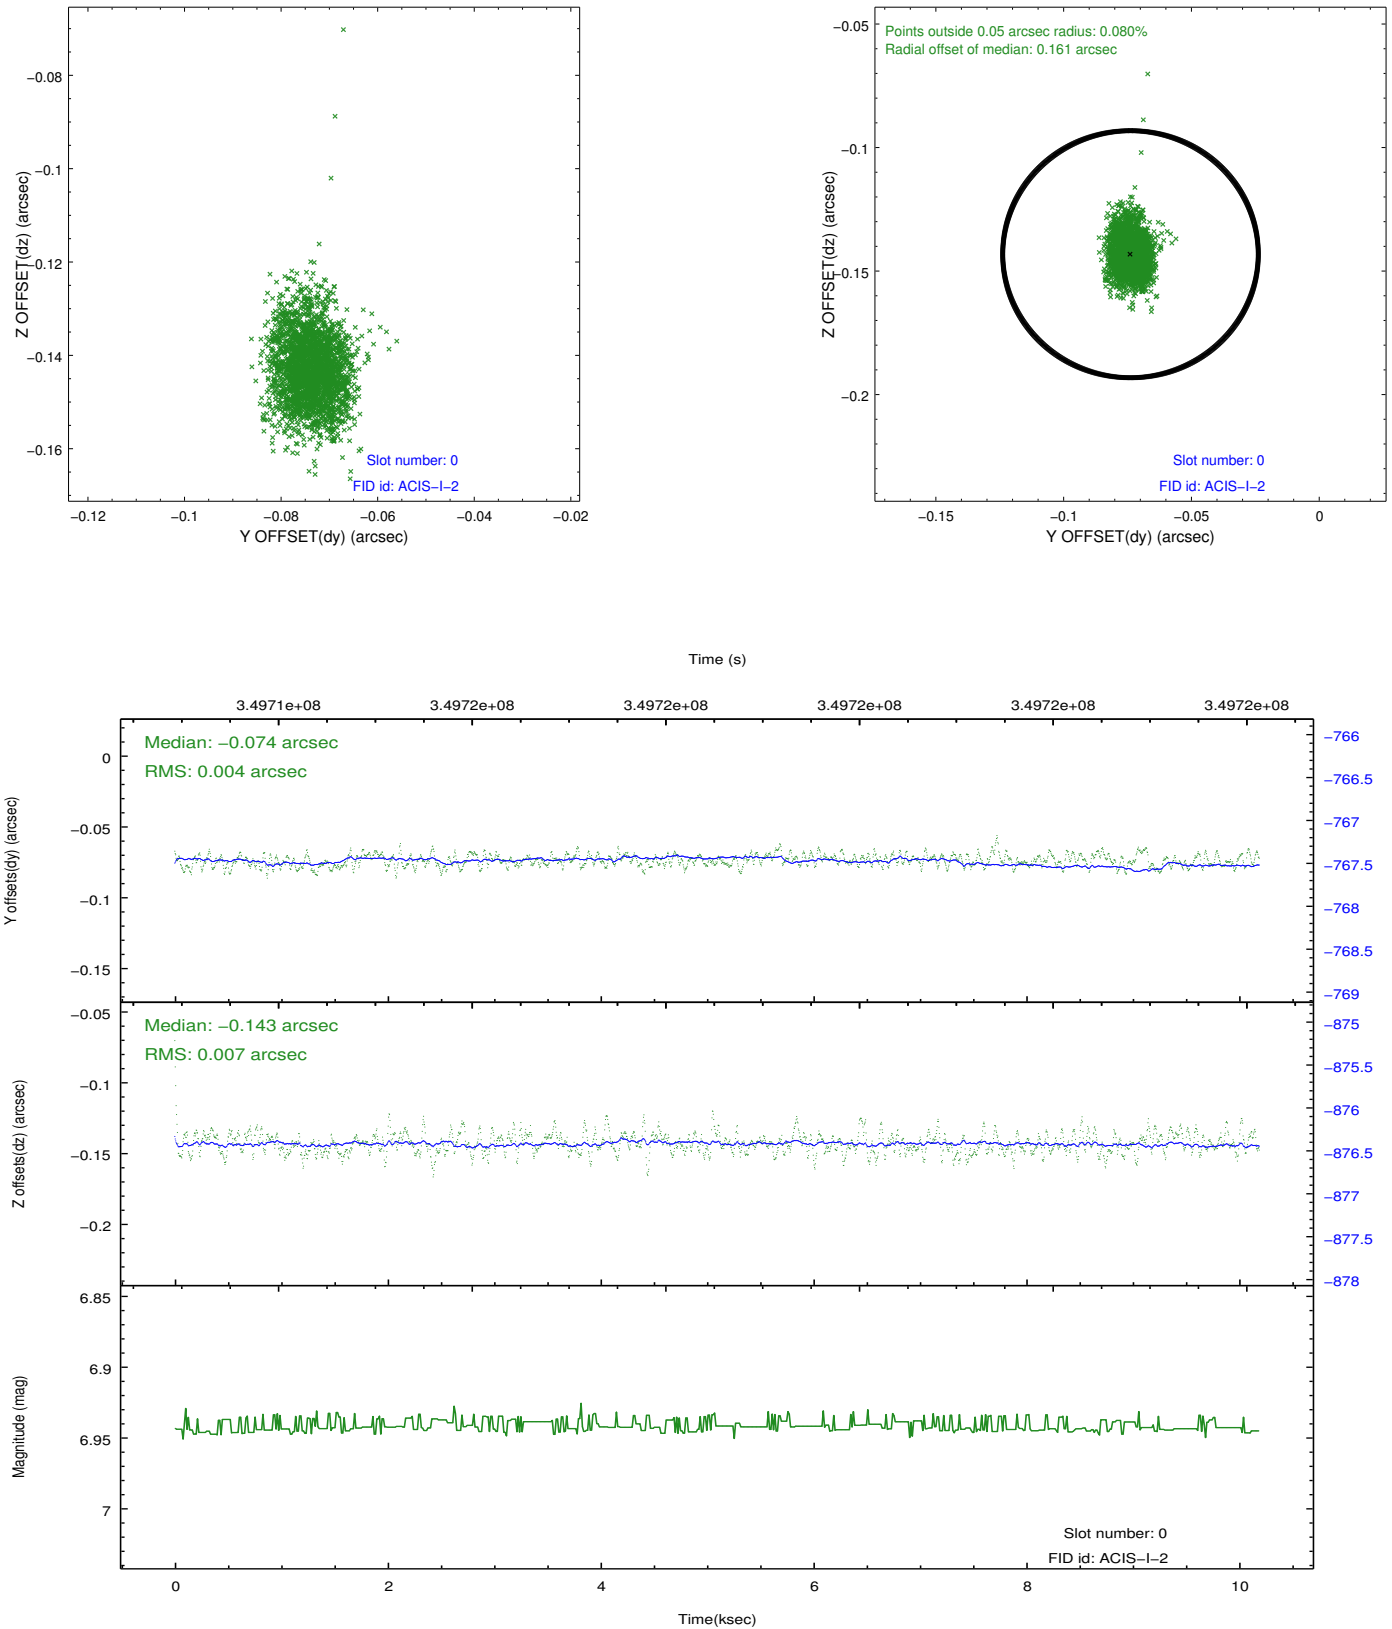 −0.08
−0.1
−0.12
−0.14
−0.16
Z OFFSET(dz) (arcsec)
Slot number: 0
FID id: ACIS−I−2
−0.12
−0.1
−0.08
−0.06
−0.04
−0.02
Y OFFSET(dy) (arcsec)
Points outside 0.05 arcsec radius: 0.080%
Radial offset of median: 0.161 arcsec
−0.05
−0.1
−0.15
−0.2
Z OFFSET(dz) (arcsec)
Slot number: 0
FID id: ACIS−I−2
−0.15
−0.1
−0.05
0
Y OFFSET(dy) (arcsec)
Time (s)
3.4971e+08
3.4972e+08
3.4972e+08
3.4972e+08
3.4972e+08
3.4972e+08
Median: −0.074 arcsec
RMS: 0.004 arcsec
0
−0.05
−0.1
−0.15
Y offsets(dy) (arcsec)
−766
−766.5
−767
−767.5
−768
−768.5
−769
Median: −0.143 arcsec
RMS: 0.007 arcsec
−0.05
−0.1
−0.15
−0.2
Z offsets(dz) (arcsec)
−875
−875.5
−876
−876.5
−877
−877.5
−878
6.85
6.9
6.95
7
Magnitude (mag)
Slot number: 0
FID id: ACIS−I−2
0
2
4
6
8
10
Time(ksec)